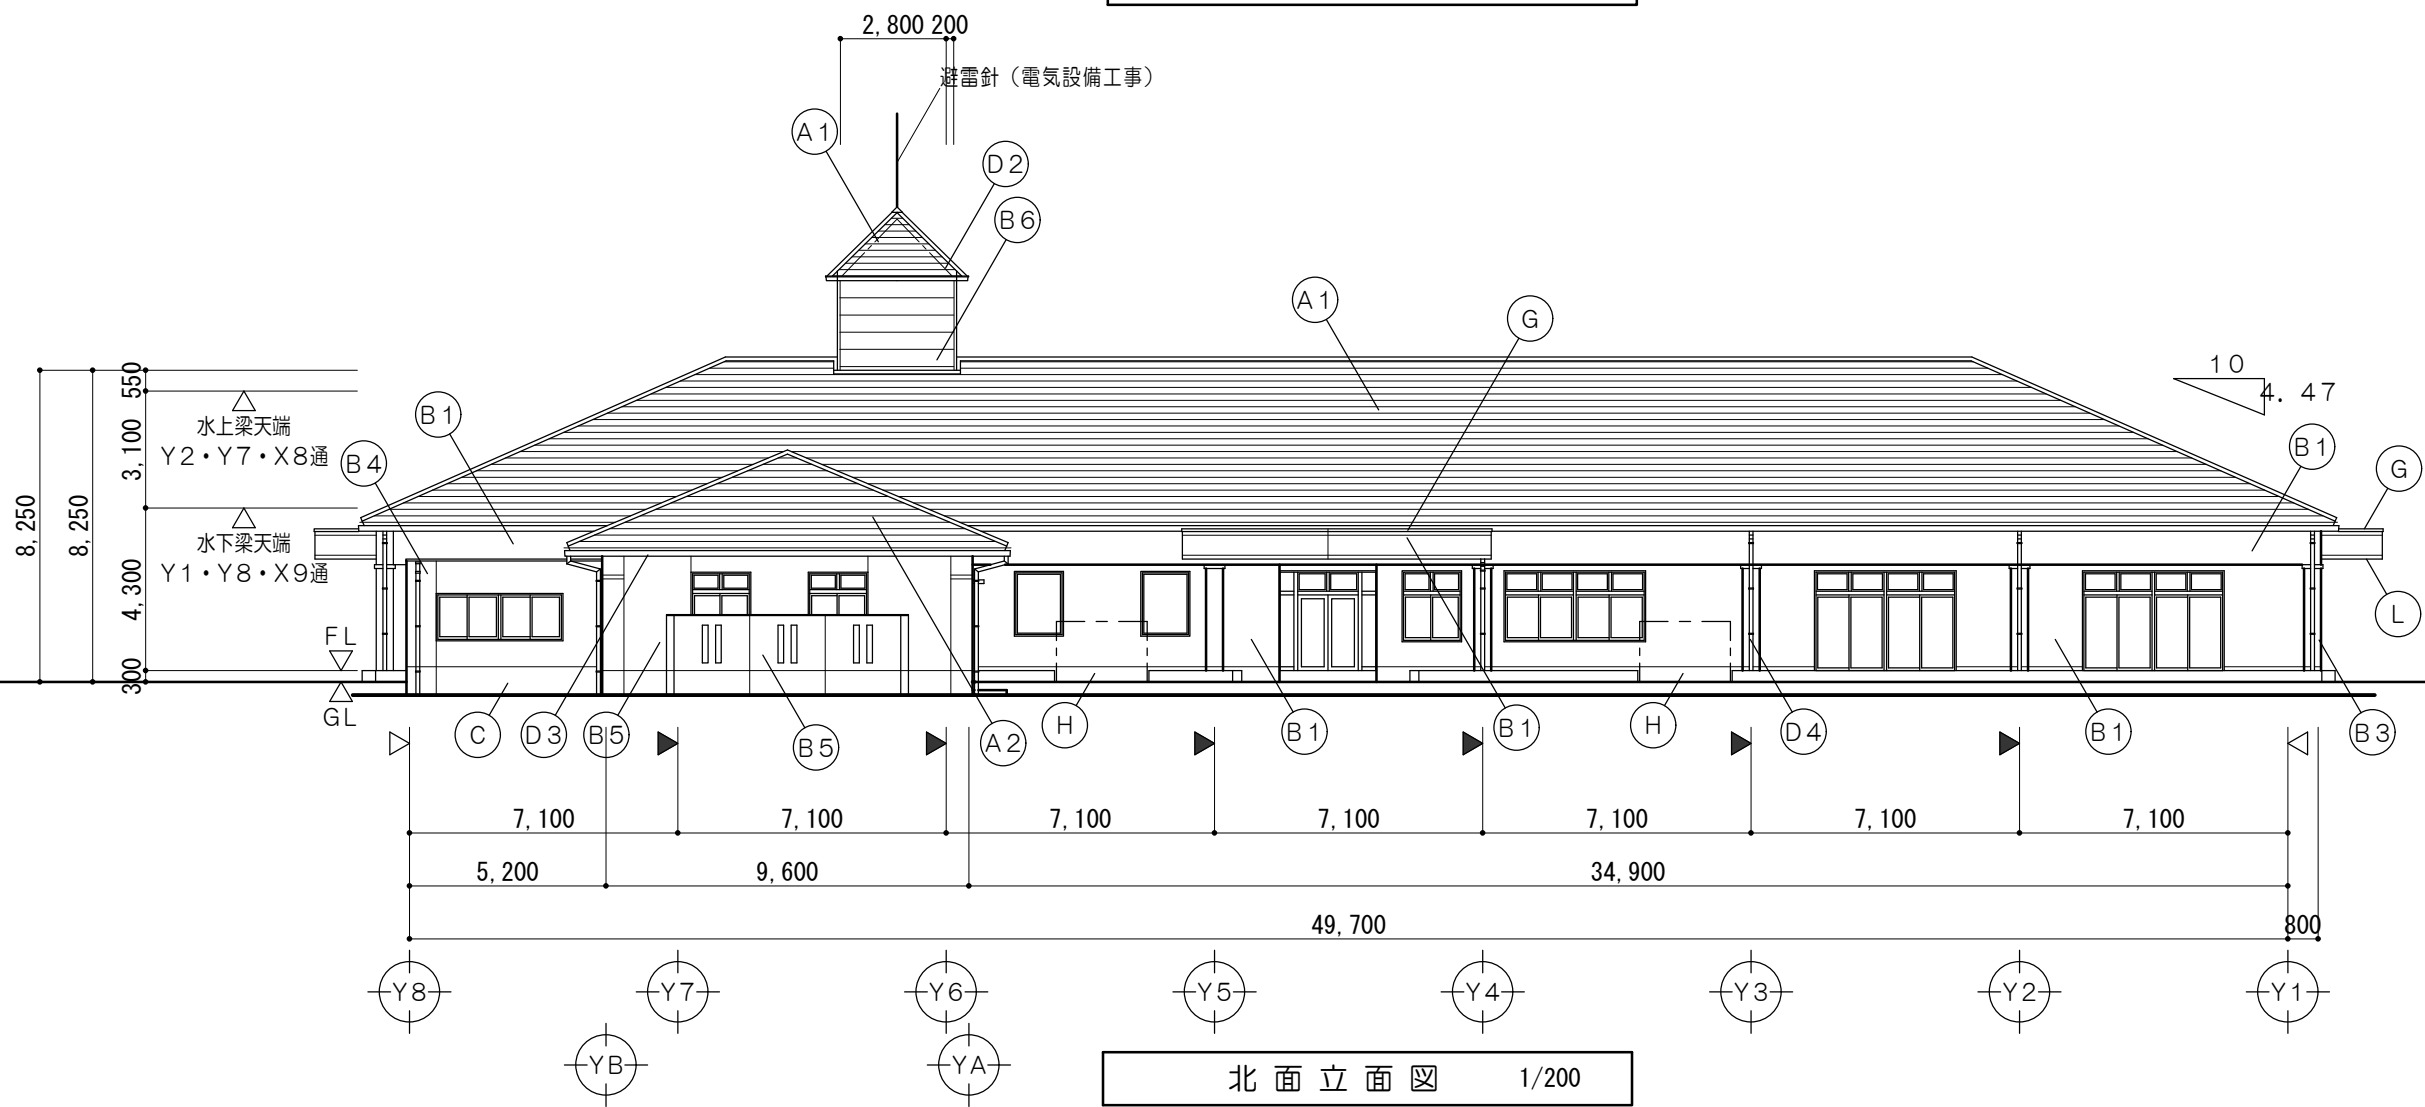 2,800 200
避雷針（電気設備工事）
A1
D2
B6
A1
G
10
4.47
550
水上梁天端
Y2・Y7・X8通
3,100
B1
B4
B1
G
8,250
8,250
水下梁天端
Y1・Y8・X9通
4,300
L
FL
300
GL
C
D3
B5
B5
A2
H
B1
B1
H
D4
B1
B3
7,100
7,100
7,100
7,100
7,100
7,100
7,100
5,200
9,600
34,900
49,700
800
Y8
Y7
Y6
Y5
Y4
Y3
Y2
Y1
YB
YA
北面立面図 1/200